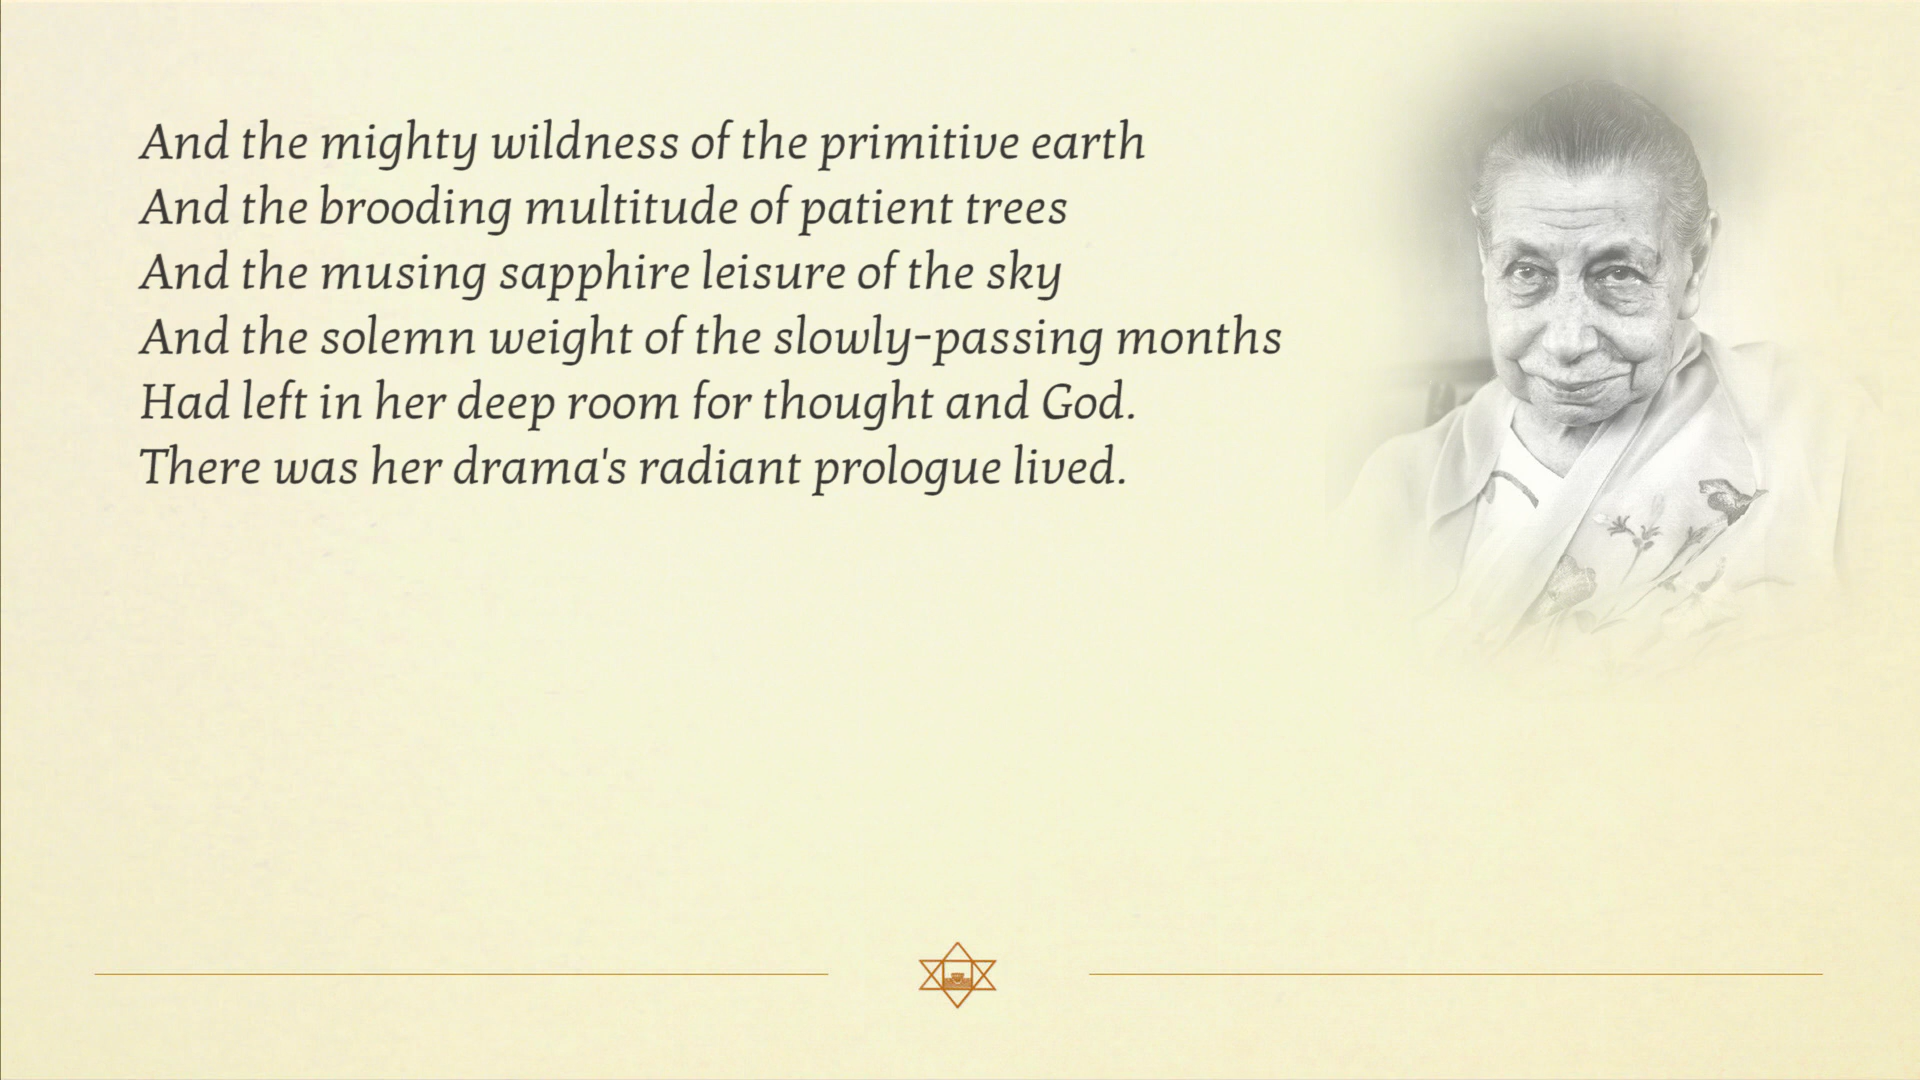 And the mighty wildness of the primitive earth
And the brooding multitude of patient trees
And the musing sapphire leisure of the sky
And the solemn weight of the slowly-passing months
Had left in her deep room for thought and God.
There was her drama's radiant prologue lived.